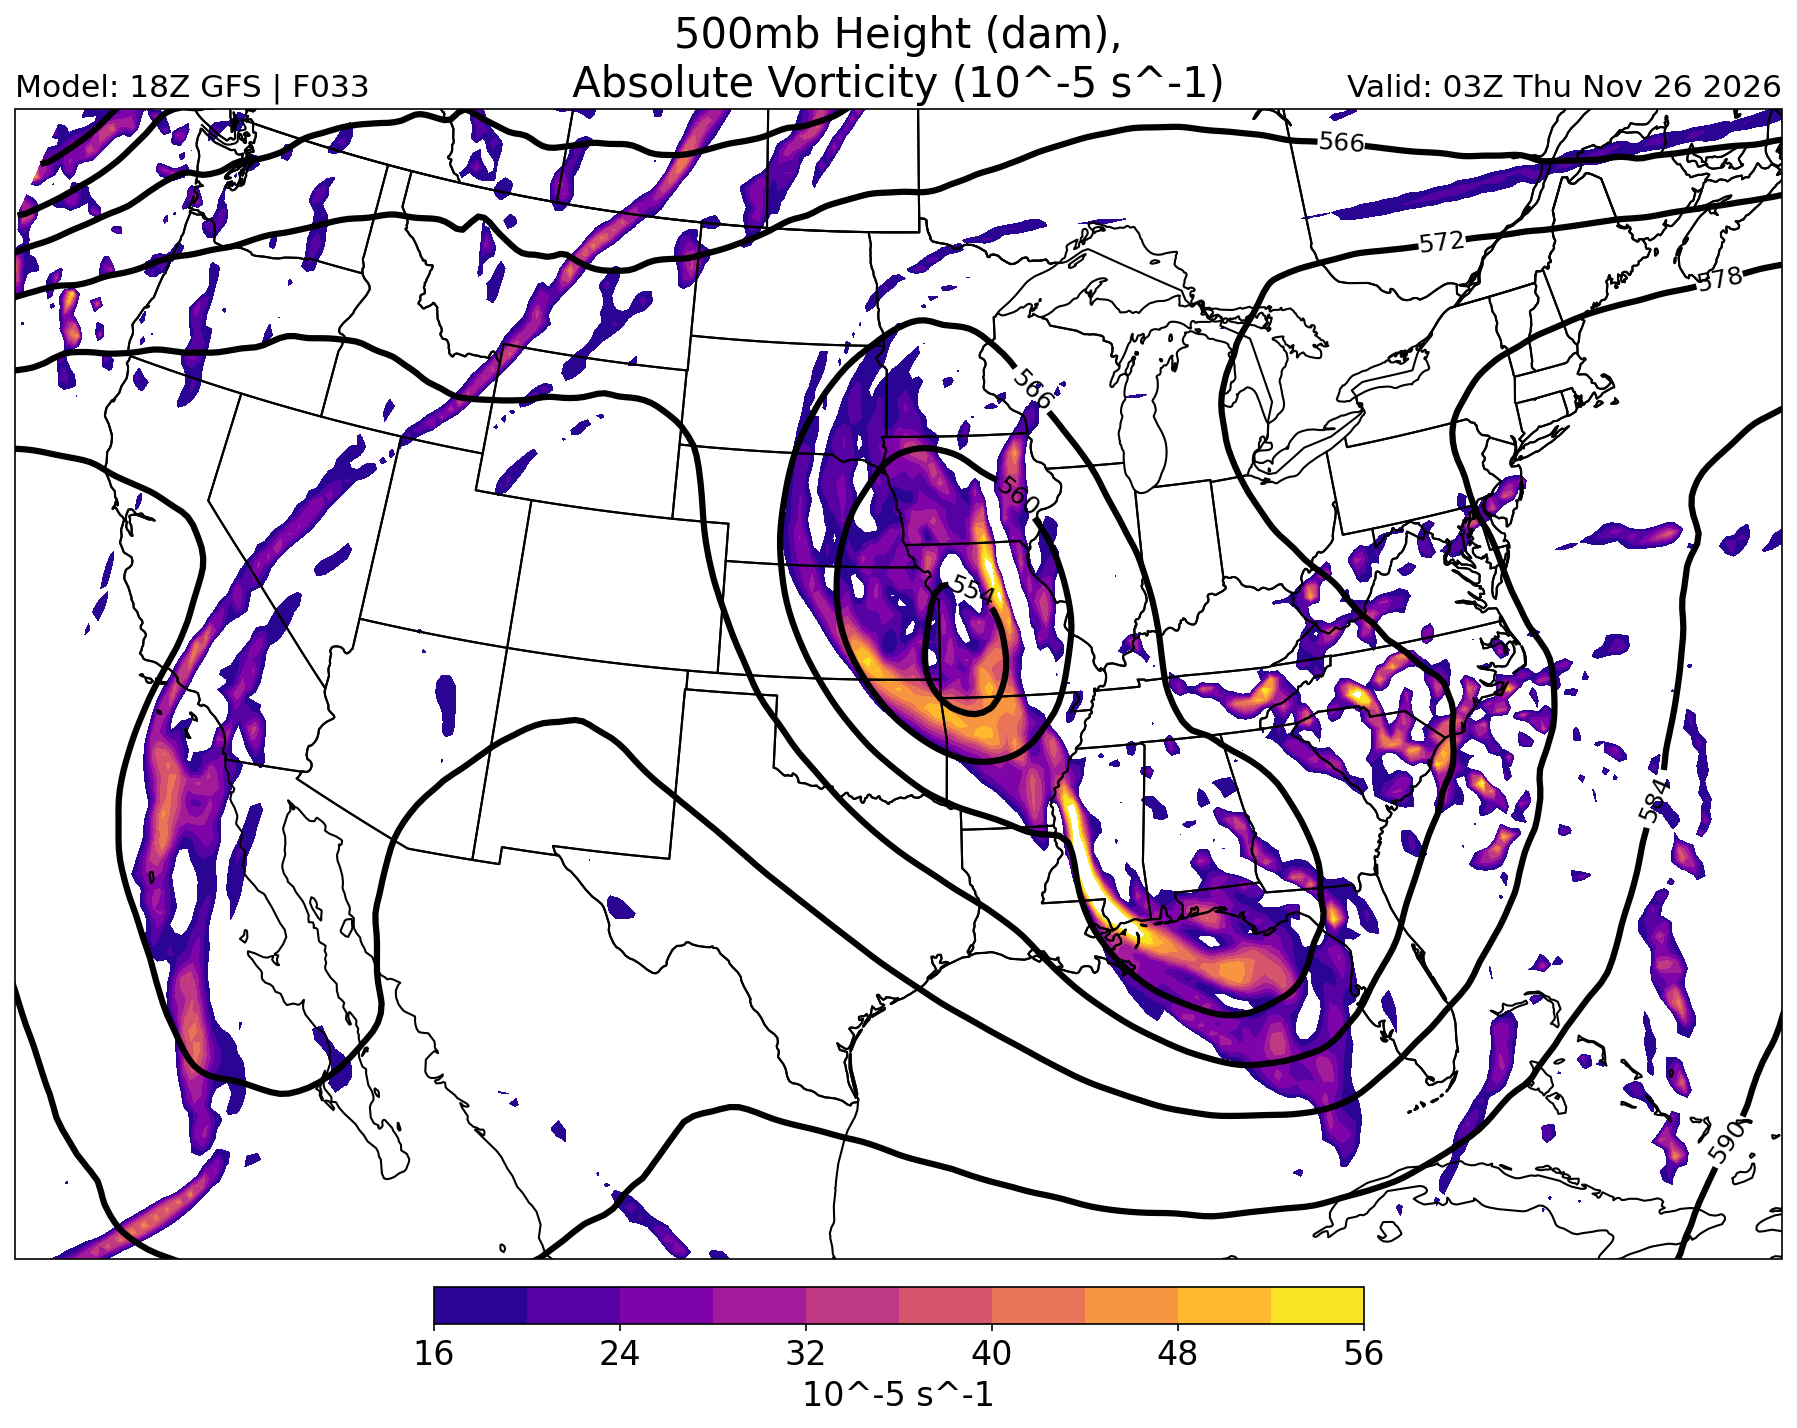 500mb Height (dam),
Absolute Vorticity (10^-5 s^-1)
Model: 18Z GFS | F033
Valid: 03Z Thu Nov 26 2026
566
572
578
566
560
554
584
590
16 24 32 40 48 56
10^-5 s^-1